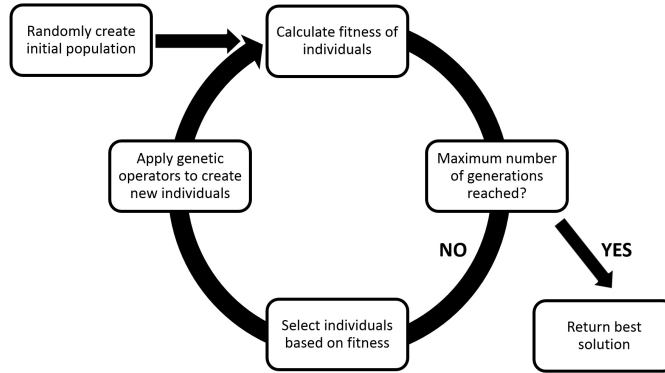 Randomly create
initial population
Calculate fitness of
individuals
Apply genetic
operators to create
new individuals
Maximum number
of generations
reached?
NO
YES
Select individuals
based on fitness
Return best
solution